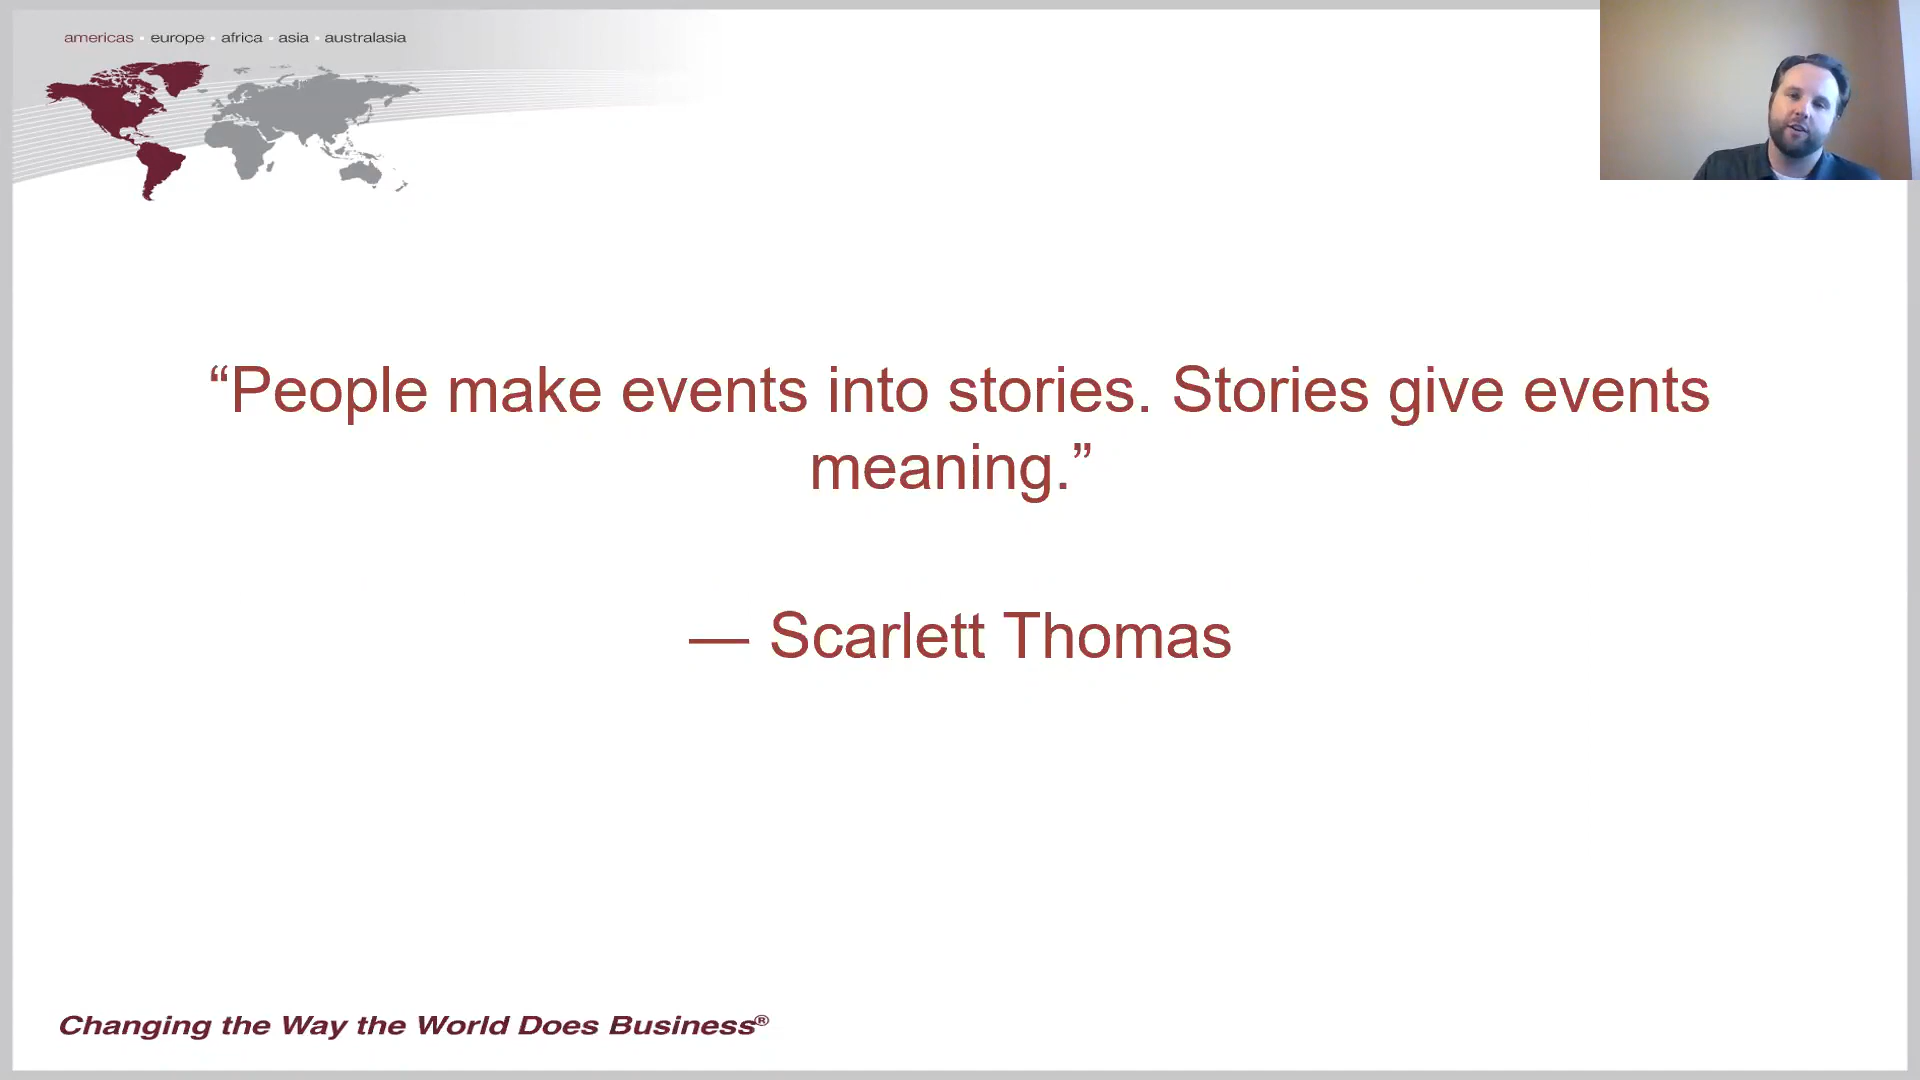 americas ▪ europe ▪ africa ▪ asia ▪ australasia
“People make events into stories. Stories give events
meaning.”
— Scarlett Thomas
Changing the Way the World Does Business®